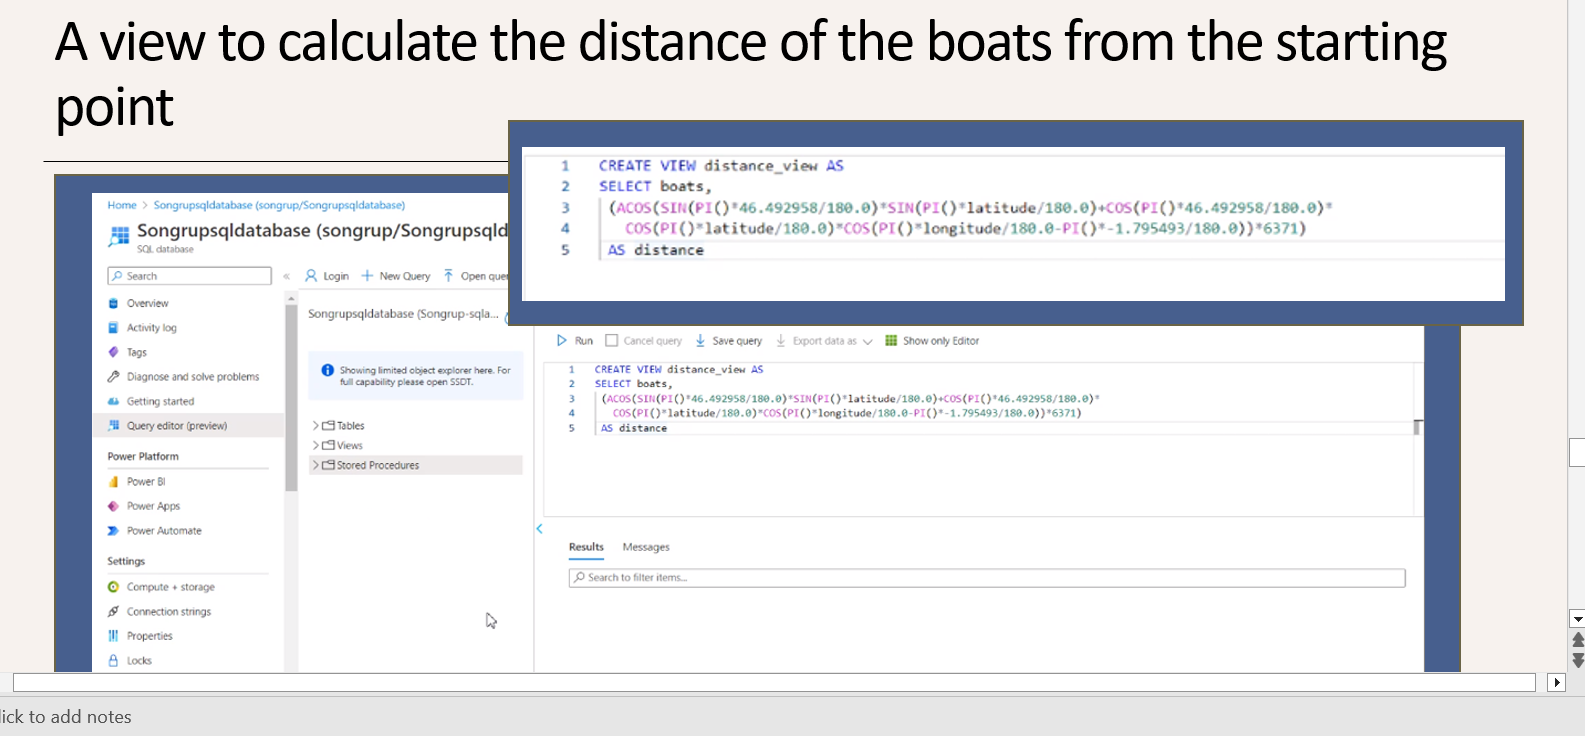 A view to calculate the distance of the boats from the starting
point
1 CREATE VIEW distance_view AS
2 SELECT boats,
3 (ACOS(SIN(PI()*46.492958/180.0)*SIN(PI()*latitude/180.0)+COS(PI()*46.492958/180.0)*
4 COS(PI()*latitude/180.0)*COS(PI()*longitude/180.0-PI()*-1.795493/180.0))*6371)
5 AS distance
Home > Songrupsqldatabase (songrup/Songrupsqldatabase)
Songrupsqldatabase (songrup/Songrupsqld
SQL database
Search
«
Login
New Query
Open quer
Overview
Activity log
Tags
Diagnose and solve problems
Getting started
Query editor (preview)
Power Platform
Power BI
Power Apps
Power Automate
Settings
Compute + storage
Connection strings
Properties
Locks
Songrupsqldatabase (Songrup-sqla...
Showing limited object explorer here. For
full capability please open SSDT.
Tables
Views
Stored Procedures
Run
Cancel query
Save query
Export data as
Show only Editor
1 CREATE VIEW distance_view AS
2 SELECT boats,
3 (ACOS(SIN(PI()*46.492958/180.0)*SIN(PI()*latitude/180.0)+COS(PI()*46.492958/180.0)*
4 COS(PI()*latitude/180.0)*COS(PI()*longitude/180.0-PI()*-1.795493/180.0))*6371)
5 AS distance
Results
Messages
Search to filter items...
lick to add notes